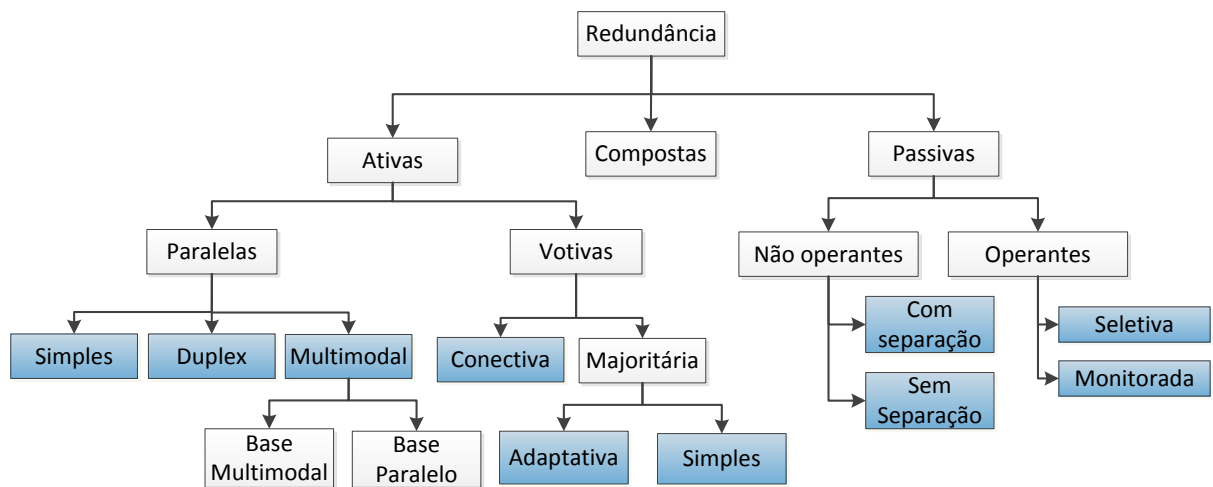 Redundância
Ativas
Compostas
Passivas
Paralelas
Votivas
Não operantes
Operantes
Simples
Duplex
Multimodal
Conectiva
Majoritária
Com
separação
Seletiva
Sem
Separação
Monitorada
Base
Multimodal
Base
Paralelo
Adaptativa
Simples